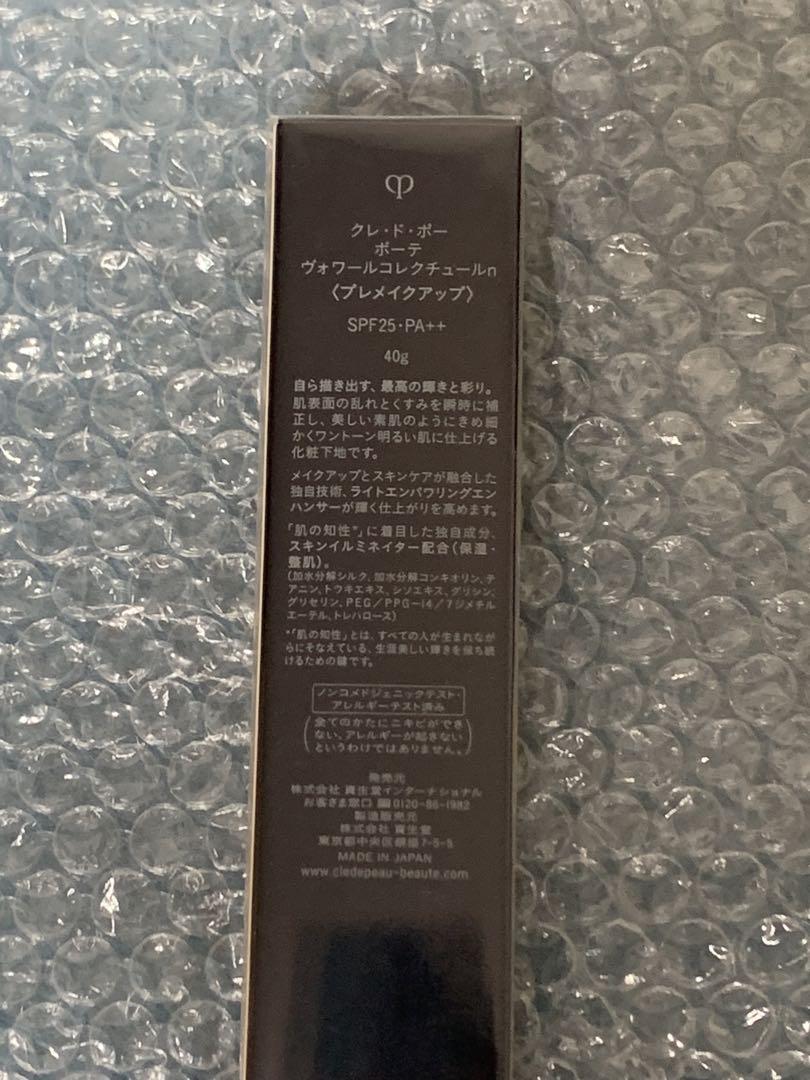 クレ・ド・ポー
ボーテ
ヴォワールコレクチュールn
〈プレメイクアップ〉
SPF25・PA++
40g
自ら描き出す、最高の輝きと彩り。
肌表面の乱れとくすみを瞬時に補
正し、美しい素肌のようにきめ細
かくワントーン明るい肌に仕上げる
化粧下地です。
メイクアップとスキンケアが融合した
独自技術、ライトエンパワリングエン
ハンサーが輝く仕上がりを高めます。
「肌の知性*」に着目した独自成分、
スキンイルミネイター配合(保湿・
整肌)。
(加水分解シルク、加水分解コンキオリン、テ
アニン、トウキエキス、シソエキス、グリシン、
グリセリン、PEG/PPG-14/7ジメチル
エーテル、トレハロース)
*「肌の知性」とは、すべての人が生まれなが
らにそなえている、生涯美しい輝きを保ち続
けるための鍵です。
ノンコメドジェニックテスト・
アレルギーテスト済み
(全てのかたにニキビができ
ない、アレルギーが起きない
というわけではありません。)
発売元
株式会社 資生堂インターナショナル
お客さま窓口 0120-86-1982
製造販売元
株式会社 資生堂
東京都中央区銀座7-5-5
MADE IN JAPAN
www.cledepeau-beaute.com